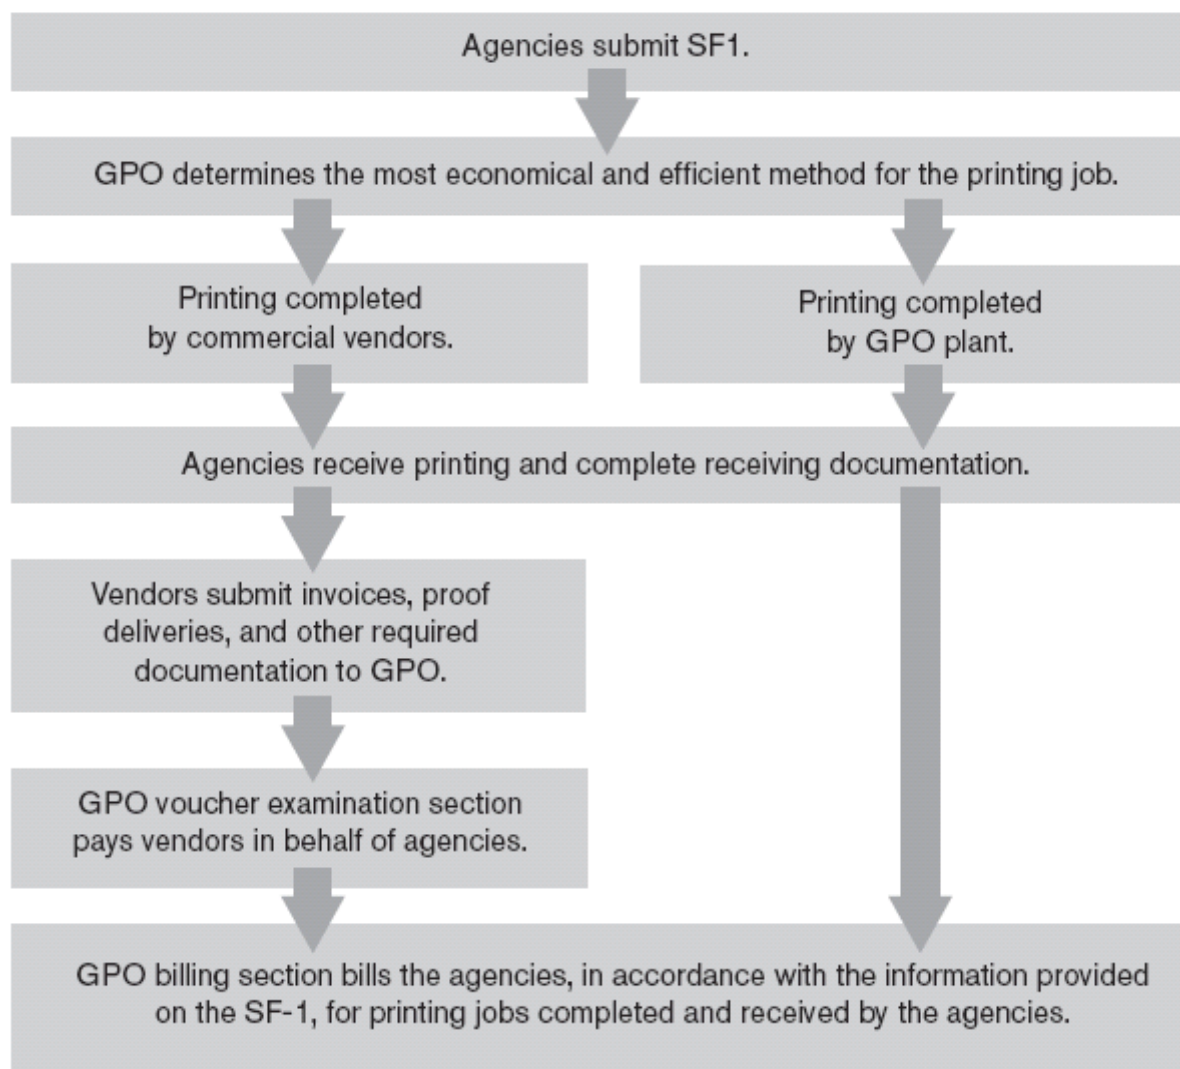 Agencies submit SF1.
GPO determines the most economical and efficient method for the printing job.
Printing completed
by commercial vendors.
Printing completed
by GPO plant.
Agencies receive printing and complete receiving documentation.
Vendors submit invoices, proof
deliveries, and other required
documentation to GPO.
GPO voucher examination section
pays vendors in behalf of agencies.
GPO billing section bills the agencies, in accordance with the information provided
on the SF-1, for printing jobs completed and received by the agencies.